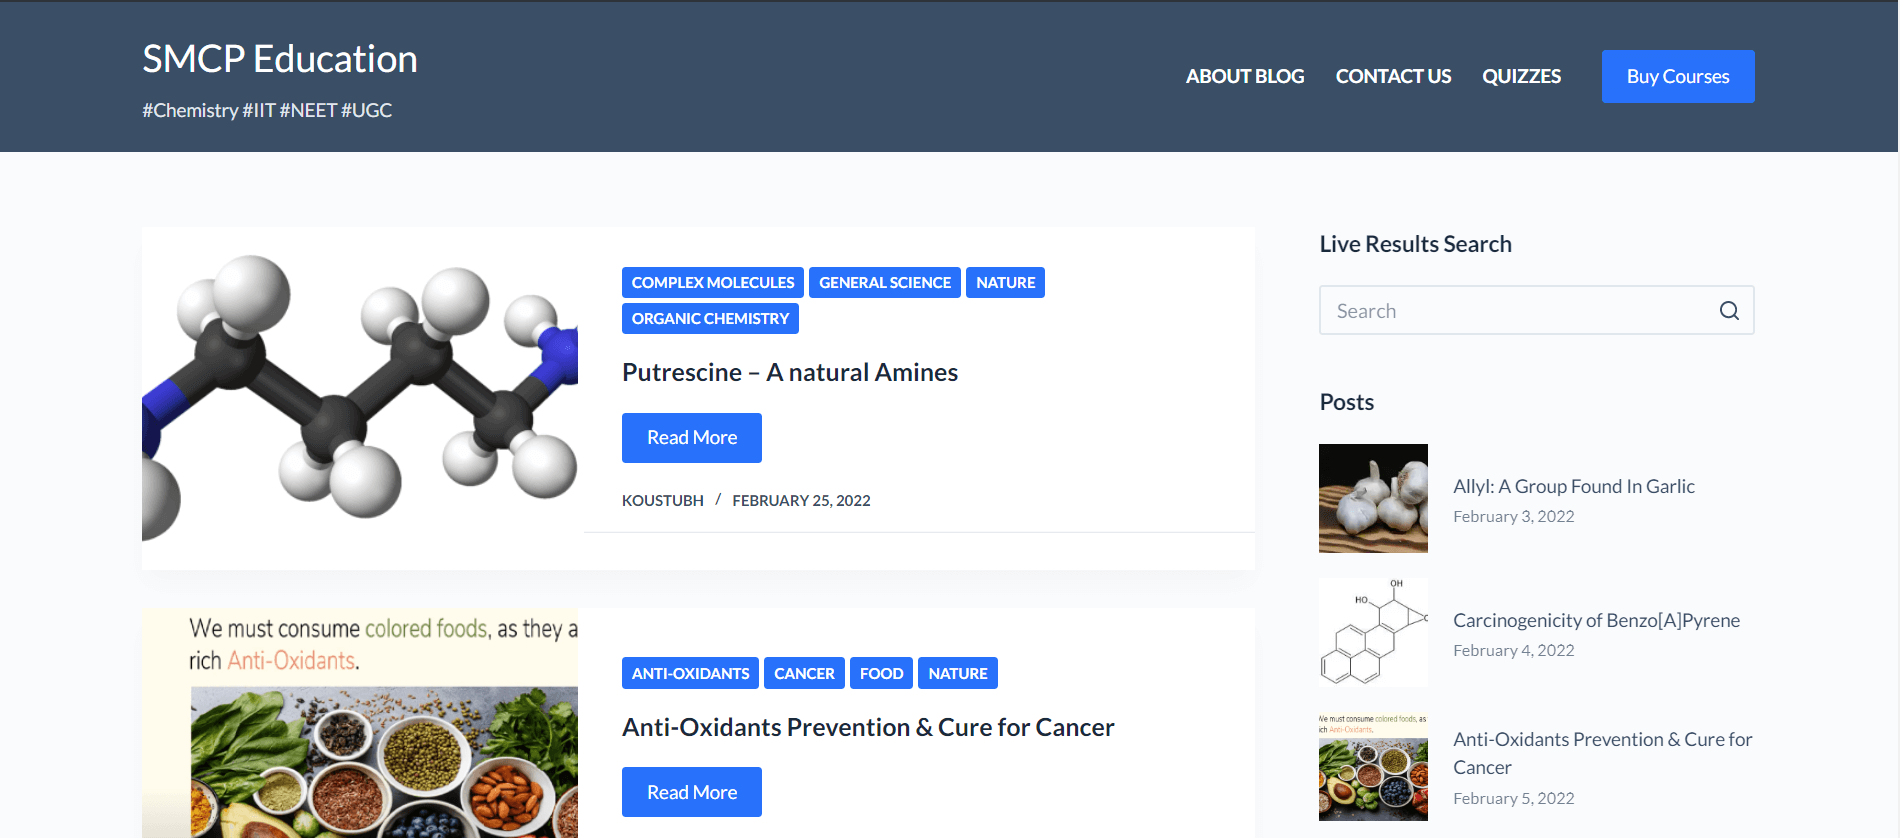 SMCP Education
#Chemistry #IIT #NEET #UGC
ABOUT BLOG CONTACT US QUIZZES Buy Courses
COMPLEX MOLECULES GENERAL SCIENCE NATURE
ORGANIC CHEMISTRY
Putrescine – A natural Amines
Read More
KOUSTUBH / FEBRUARY 25, 2022
We must consume colored foods, as they a
rich Anti-Oxidants.
ANTI-OXIDANTS CANCER FOOD NATURE
Anti-Oxidants Prevention & Cure for Cancer
Read More
Live Results Search
Search
Posts
Allyl: A Group Found In Garlic
February 3, 2022
OH
HO
Carcinogenicity of Benzo[A]Pyrene
February 4, 2022
We must consume colored foods, as
ich Anti-Oxidants.
Anti-Oxidants Prevention & Cure for
Cancer
February 5, 2022